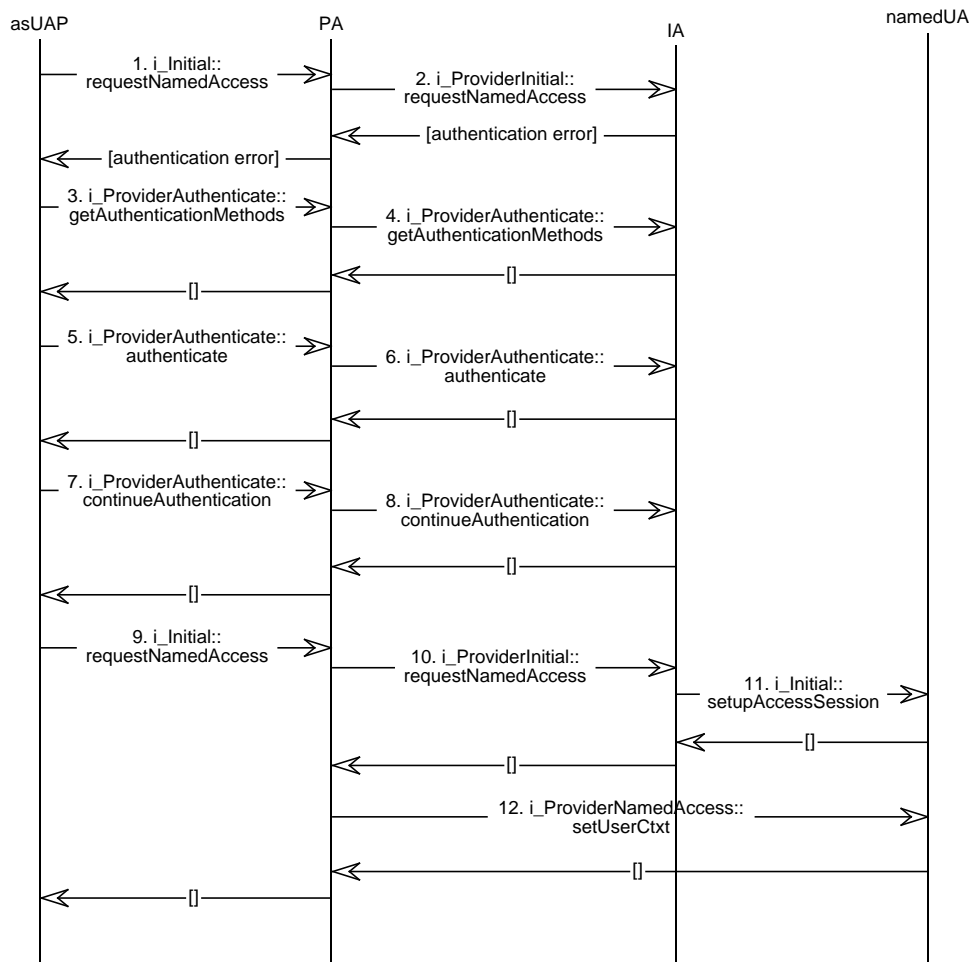 asUAP
PA
IA
namedUA
1. i_Initial::
requestNamedAccess
2. i_ProviderInitial::
requestNamedAccess
[authentication error]
[authentication error]
3. i_ProviderAuthenticate::
getAuthenticationMethods
4. i_ProviderAuthenticate::
getAuthenticationMethods
[]
[]
5. i_ProviderAuthenticate::
authenticate
6. i_ProviderAuthenticate::
authenticate
[]
[]
7. i_ProviderAuthenticate::
continueAuthentication
8. i_ProviderAuthenticate::
continueAuthentication
[]
[]
9. i_Initial::
requestNamedAccess
10. i_ProviderInitial::
requestNamedAccess
11. i_Initial::
setupAccessSession
[]
[]
12. i_ProviderNamedAccess::
setUserCtxt
[]
[]